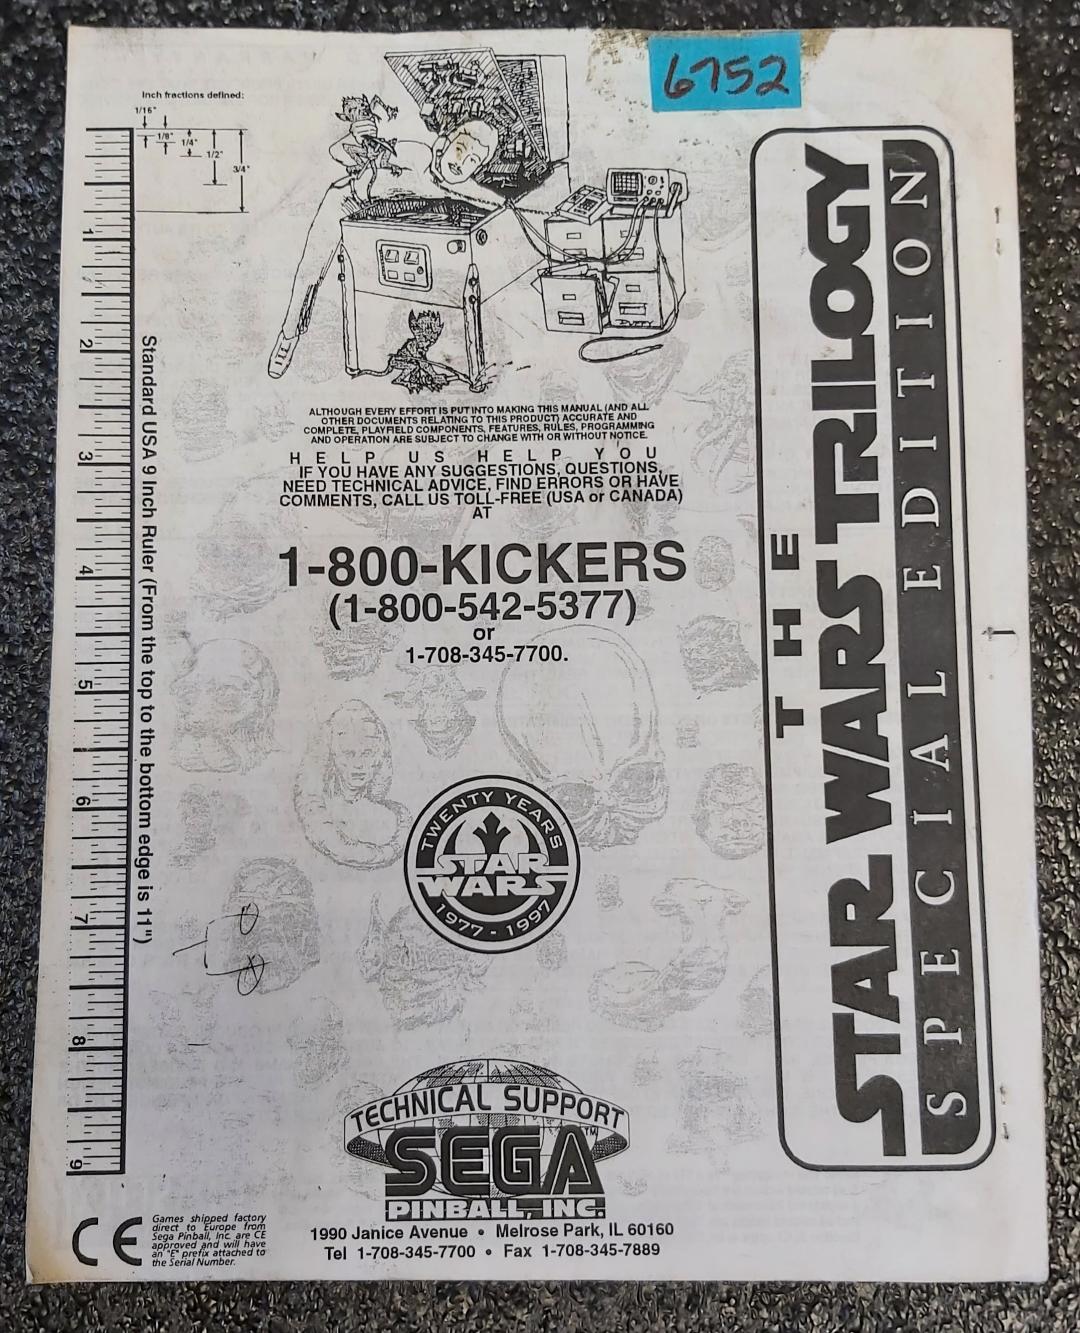 6752
Inch fractions defined:
1/16"
1/8"
1/4"
1/2"
3/4"
1
2
3
4
5
6
7
8
9
Standard USA 9 Inch Ruler (From the top to the bottom edge is 11")
ALTHOUGH EVERY EFFORT IS PUT INTO MAKING THIS MANUAL (AND ALL
OTHER DOCUMENTS RELATING TO THIS PRODUCT) ACCURATE AND
COMPLETE, PLAYFIELD COMPONENTS, FEATURES, RULES, PROGRAMMING
AND OPERATION ARE SUBJECT TO CHANGE WITH OR WITHOUT NOTICE.
HELP US HELP YOU
IF YOU HAVE ANY SUGGESTIONS, QUESTIONS,
NEED TECHNICAL ADVICE, FIND ERRORS OR HAVE
COMMENTS, CALL US TOLL-FREE (USA or CANADA)
AT
1-800-KICKERS
(1-800-542-5377)
or
1-708-345-7700.
TWENTY YEARS
STAR
WARS
1977 - 1997
TECHNICAL SUPPORT
SEGA™
PINBALL, INC.
1990 Janice Avenue • Melrose Park, IL 60160
Tel 1-708-345-7700 • Fax 1-708-345-7889
CE
Games shipped factory
direct to Europe from
Sega Pinball, Inc. are CE
approved and will have
an "E" prefix attached to
the Serial Number.
THE
STAR WARS TRILOGY
SPECIAL EDITION